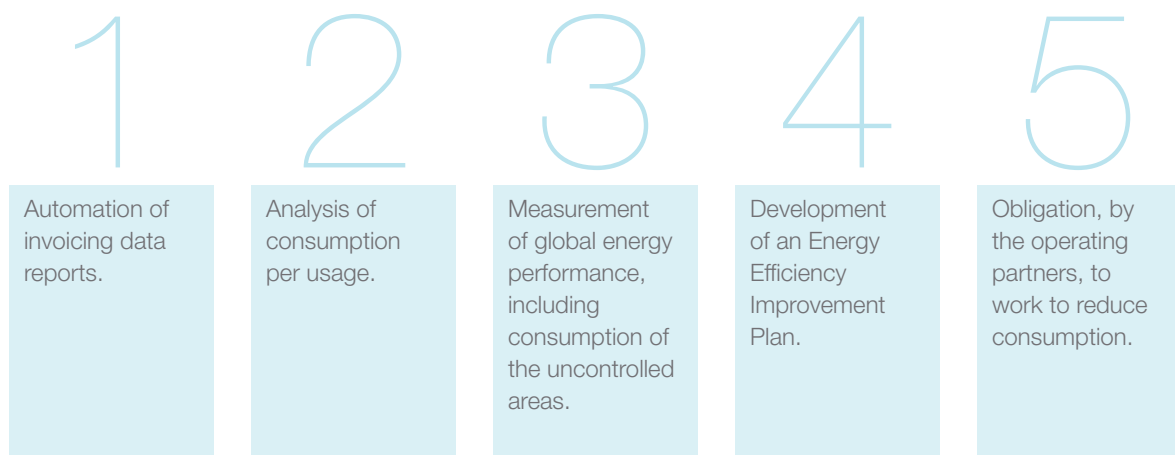 1
Automation of
invoicing data
reports.
2
Analysis of
consumption
per usage.
3
Measurement
of global energy
performance,
including
consumption of
the uncontrolled
areas.
4
Development
of an Energy
Efficiency
Improvement
Plan.
5
Obligation, by
the operating
partners, to
work to reduce
consumption.